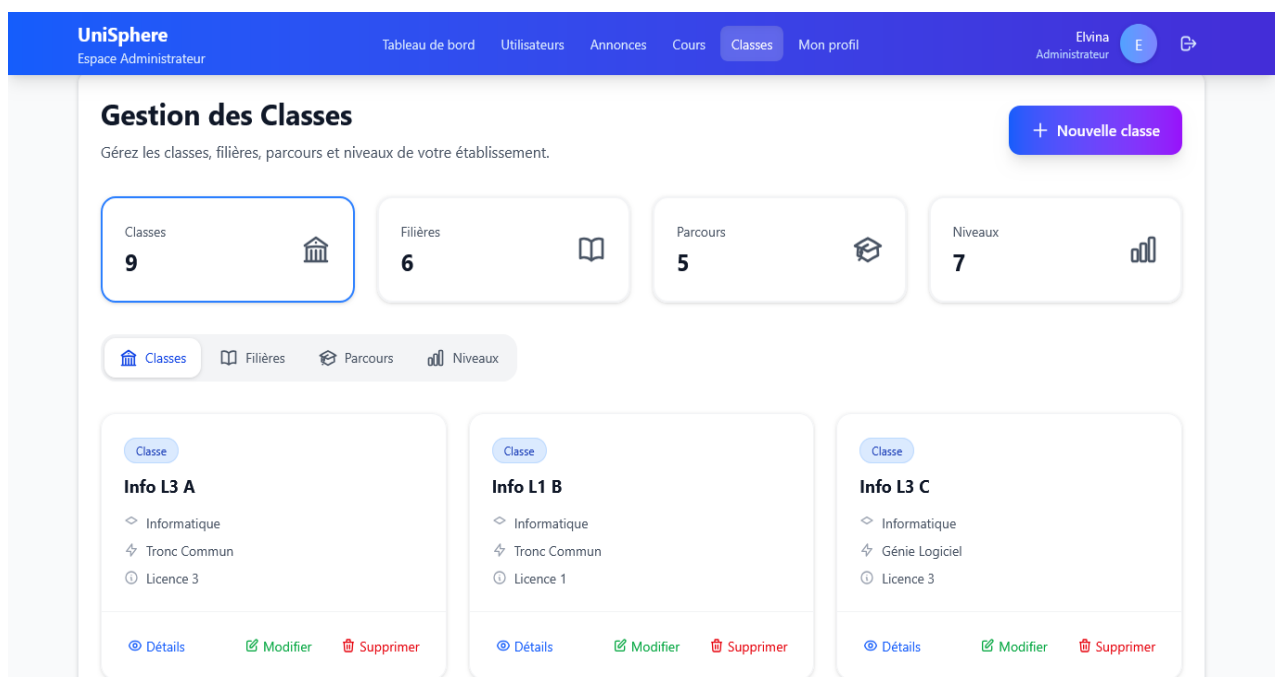 UniSphere
Espace Administrateur
Tableau de bord Utilisateurs Annonces Cours Classes Mon profil
Elvina
Administrateur
E
Gestion des Classes
Gérez les classes, filières, parcours et niveaux de votre établissement.
+ Nouvelle classe
Classes
9
Filières
6
Parcours
5
Niveaux
7
Classes Filières Parcours Niveaux
Classe
Info L3 A
Informatique
Tronc Commun
Licence 3
Détails Modifier Supprimer
Classe
Info L1 B
Informatique
Tronc Commun
Licence 1
Détails Modifier Supprimer
Classe
Info L3 C
Informatique
Génie Logiciel
Licence 3
Détails Modifier Supprimer